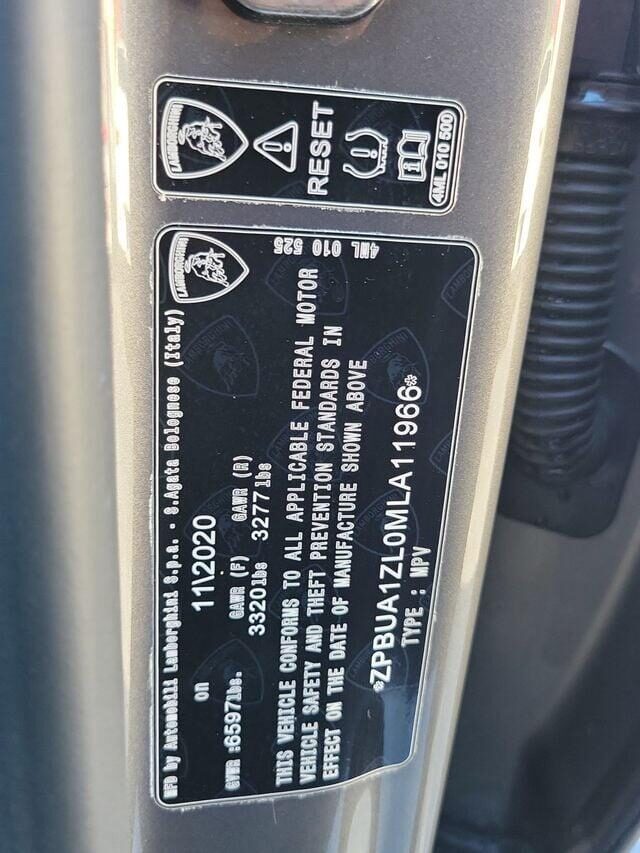 LAMBORGHINI
RESET
4ML 010 500
LAMBORGHINI
4ML 010 525
MFD by Automobili Lamborghini S.p.a. - S.Agata Bolognese (Italy)
on 11\2020
GAWR (F) GAWR (R)
GVWR :6597lbs. 3320lbs 3277lbs
THIS VEHICLE CONFORMS TO ALL APPLICABLE FEDERAL MOTOR
VEHICLE SAFETY AND THEFT PREVENTION STANDARDS IN
EFFECT ON THE DATE OF MANUFACTURE SHOWN ABOVE
*ZPBUA1ZL0MLA11966*
TYPE : MPV